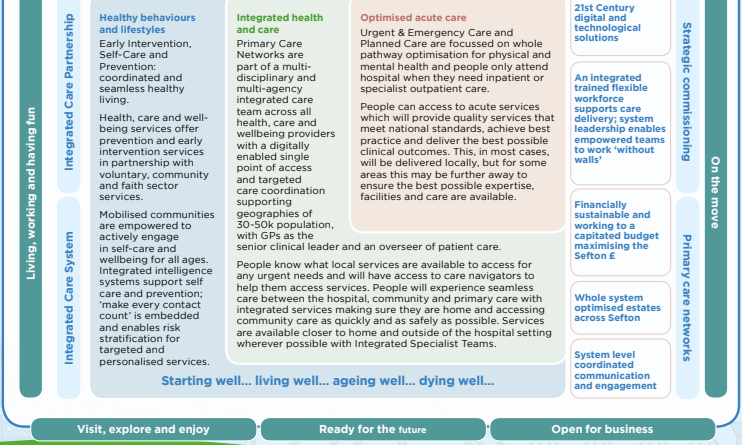 Living, working and having fun
Integrated Care Partnership
Integrated Care System
Healthy behaviours
and lifestyles
Early Intervention,
Self-Care and
Prevention:
coordinated and
seamless healthy
living.
Health, care and well-
being services offer
prevention and early
intervention services
in partnership with
voluntary, community
and faith sector
services.
Mobilised communities
are empowered to
actively engage
in self-care and
wellbeing for all ages.
Integrated intelligence
systems support self
care and prevention;
‘make every contact
count’ is embedded
and enables risk
stratification for
targeted and
personalised services.
Integrated health
and care
Primary Care
Networks are
part of a multi-
disciplinary and
multi-agency
integrated care
team across all
health, care and
wellbeing providers
with a digitally
enabled single
point of access
and targeted
care coordination
supporting
geographies of
30-50k population,
with GPs as the
senior clinical leader and an overseer of patient care.
People know what local services are available to access for
any urgent needs and will have access to care navigators to
help them access services. People will experience seamless
care between the hospital, community and primary care with
integrated services making sure they are home and accessing
community care as quickly and as safely as possible. Services
are available closer to home and outside of the hospital setting
wherever possible with Integrated Specialist Teams.
Optimised acute care
Urgent & Emergency Care and
Planned Care are focussed on whole
pathway optimisation for physical and
mental health and people only attend
hospital when they need inpatient or
specialist outpatient care.
People can access to acute services
which will provide quality services that
meet national standards, achieve best
practice and deliver the best possible
clinical outcomes. This, in most cases,
will be delivered locally, but for some
areas this may be further away to
ensure the best possible expertise,
facilities and care are available.
Starting well... living well... ageing well... dying well...
21st Century
digital and
technological
solutions
An integrated
trained flexible
workforce
supports care
delivery; system
leadership enables
empowered teams
to work ‘without
walls’
Financially
sustainable and
working to a
capitated budget
maximising the
Sefton £
Whole system
optimised estates
across Sefton
System level
coordinated
communication
and engagement
Strategic commissioning
Primary care networks
On the move
Visit, explore and enjoy
Ready for the future
Open for business